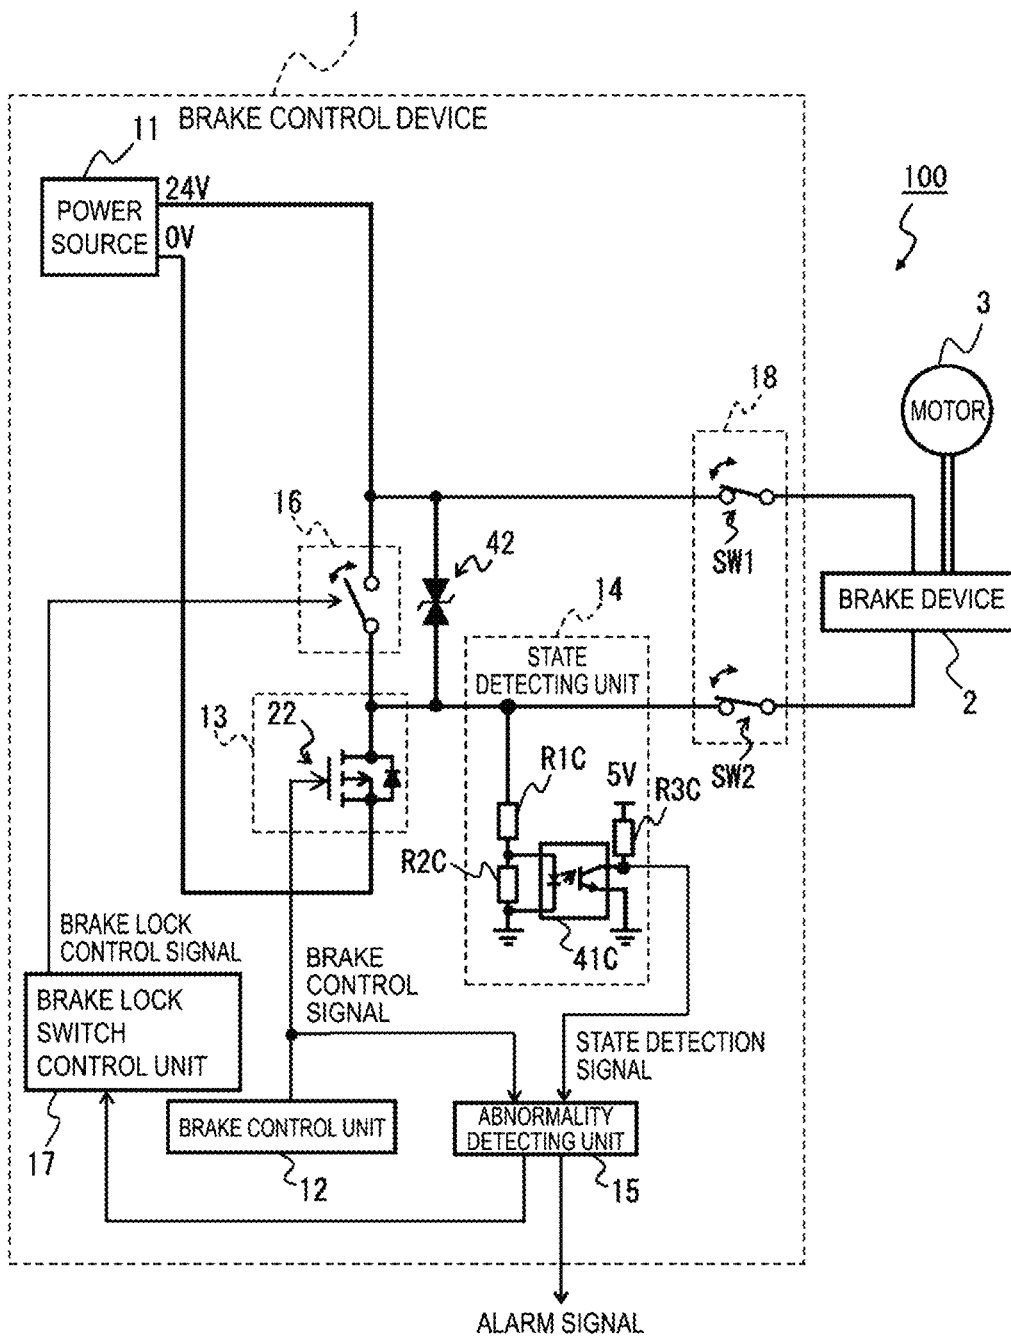 1
BRAKE CONTROL DEVICE
11
24V
POWER
SOURCE
0V
100
3
MOTOR
18
16
42
SW1
14
BRAKE DEVICE
STATE
DETECTING UNIT
2
13
22
SW2
R1C
5V
R3C
R2C
41C
BRAKE LOCK
CONTROL SIGNAL
BRAKE
CONTROL
SIGNAL
BRAKE LOCK
SWITCH
CONTROL UNIT
STATE DETECTION
SIGNAL
BRAKE CONTROL UNIT
ABNORMALITY
DETECTING UNIT
17
12
15
ALARM SIGNAL